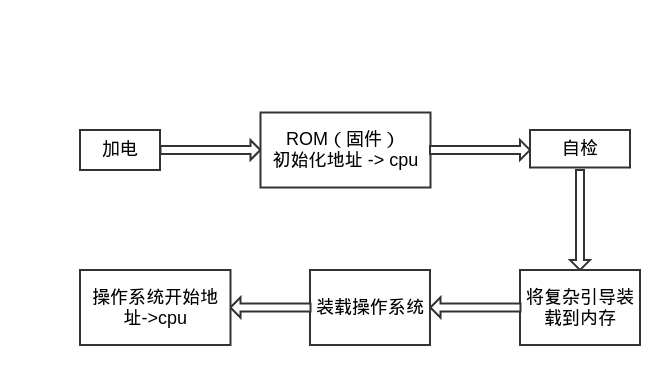 加电
ROM（固件）
初始化地址 -> cpu
自检
将复杂引导装
载到内存
装载操作系统
操作系统开始地
址->cpu